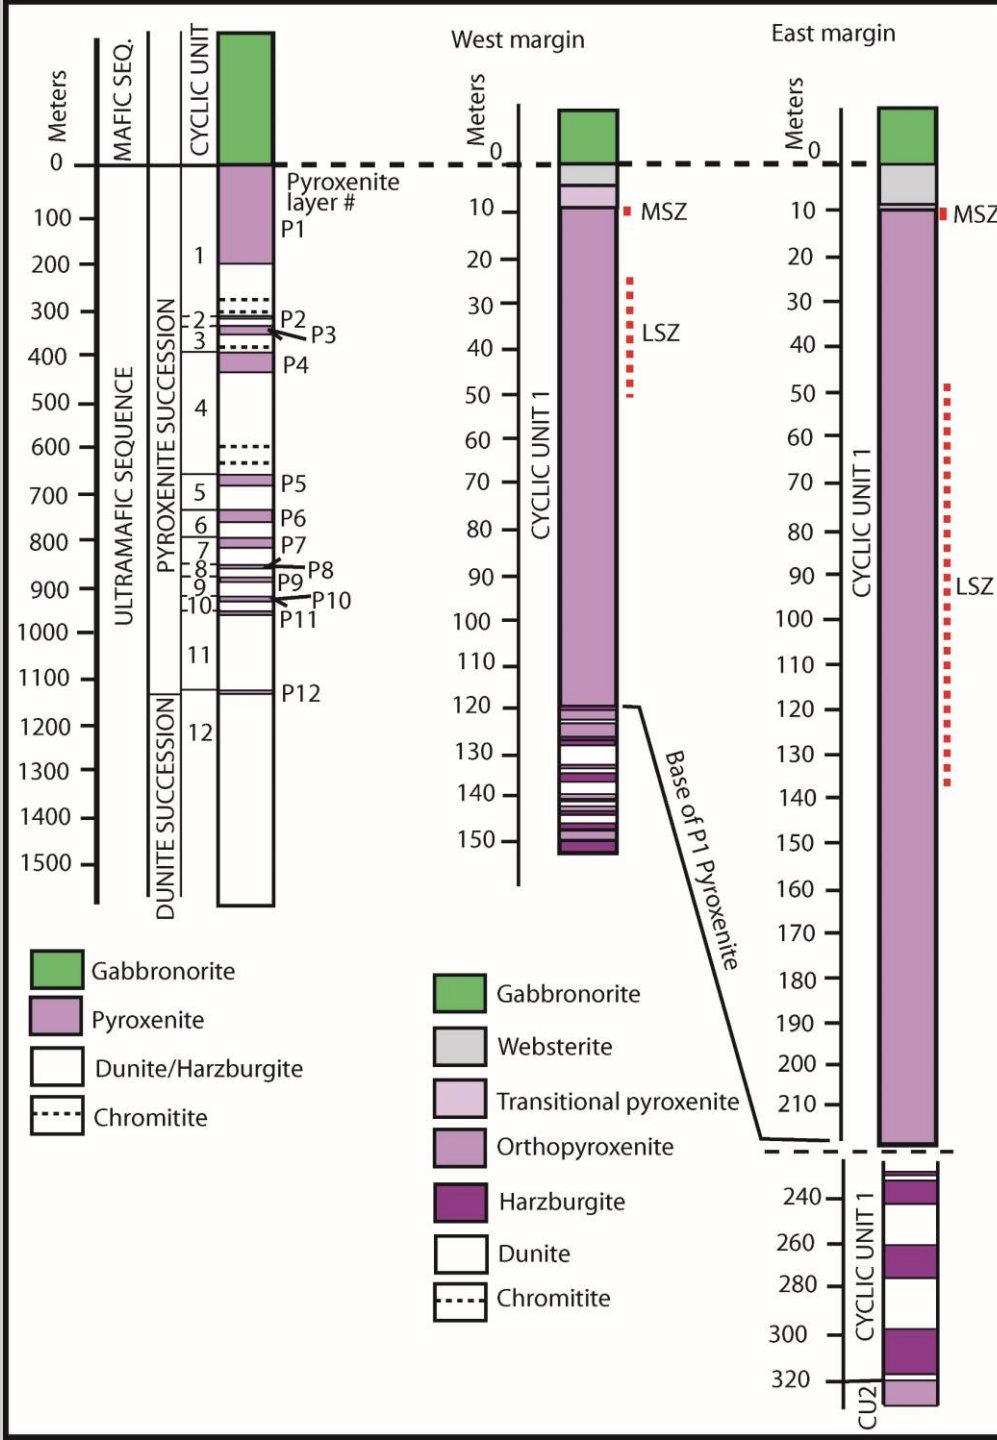 West margin
East margin
Meters
MAFIC SEQ.
CYCLIC UNIT
Meters
Meters
0
0
0
Pyroxenite
layer #
P1
100
200
300
400
500
600
700
800
900
1000
1100
1200
1300
1400
1500
ULTRAMAFIC SEQUENCE
PYROXENITE SUCCESSION
DUNITE SUCCESSION
1
2
3
4
5
6
7
8
9
10
11
12
P2
P3
P4
P5
P6
P7
P8
P9
P10
P11
P12
10
20
30
40
50
60
70
80
90
100
110
120
130
140
150
CYCLIC UNIT 1
MSZ
LSZ
Base of P1 Pyroxenite
10
20
30
40
50
60
70
80
90
100
110
120
130
140
150
160
170
180
190
200
210
CYCLIC UNIT 1
MSZ
LSZ
240
260
280
300
320
CYCLIC UNIT 1
CU2
Gabbronorite
Pyroxenite
Dunite/Harzburgite
Chromitite
Gabbronorite
Websterite
Transitional pyroxenite
Orthopyroxenite
Harzburgite
Dunite
Chromitite